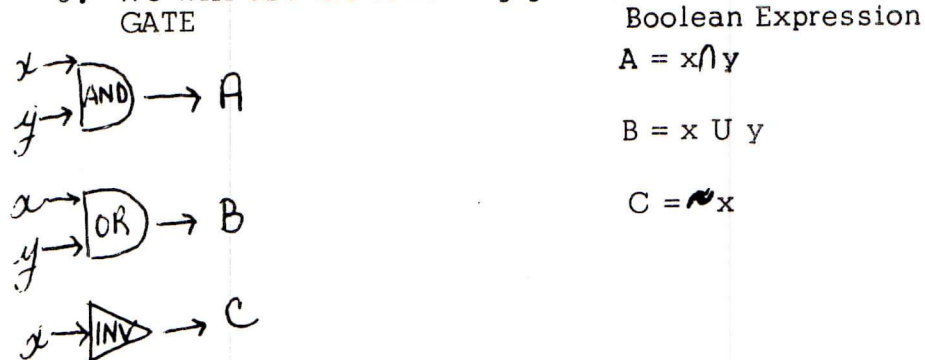 GATE
Boolean Expression
x
AND
A
y
A = x∩y
B = x U y
x
OR
B
y
C = ~x
x
INV
C